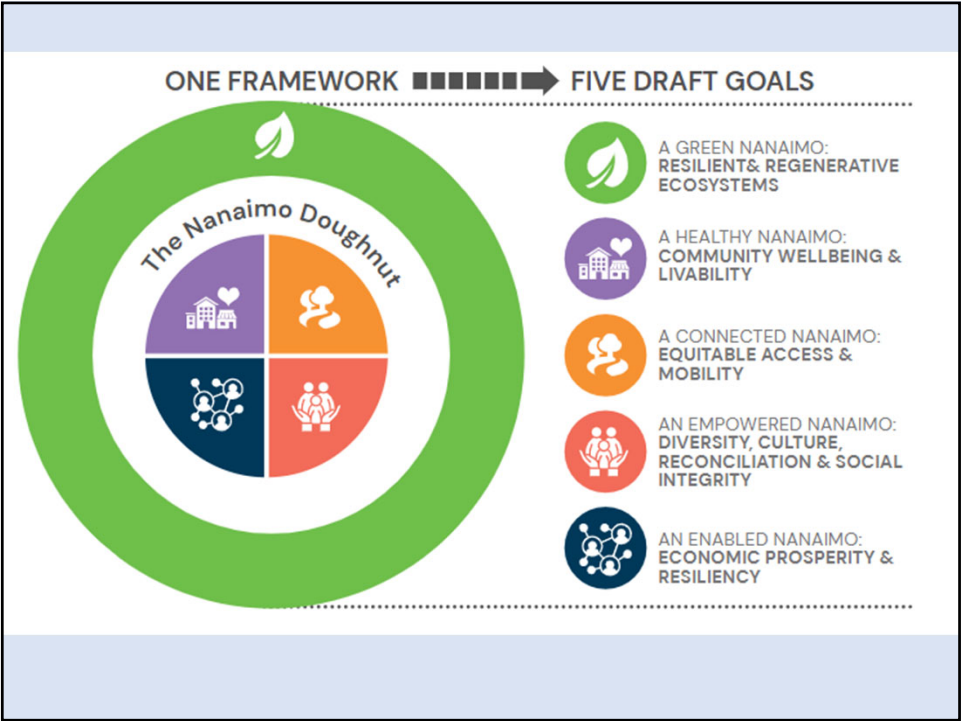 ONE FRAMEWORK
FIVE DRAFT GOALS
The Nanaimo Doughnut
A GREEN NANAIMO:
RESILIENT& REGENERATIVE
ECOSYSTEMS
A HEALTHY NANAIMO:
COMMUNITY WELLBEING &
LIVABILITY
A CONNECTED NANAIMO:
EQUITABLE ACCESS &
MOBILITY
AN EMPOWERED NANAIMO:
DIVERSITY, CULTURE,
RECONCILIATION & SOCIAL
INTEGRITY
AN ENABLED NANAIMO:
ECONOMIC PROSPERITY &
RESILIENCY